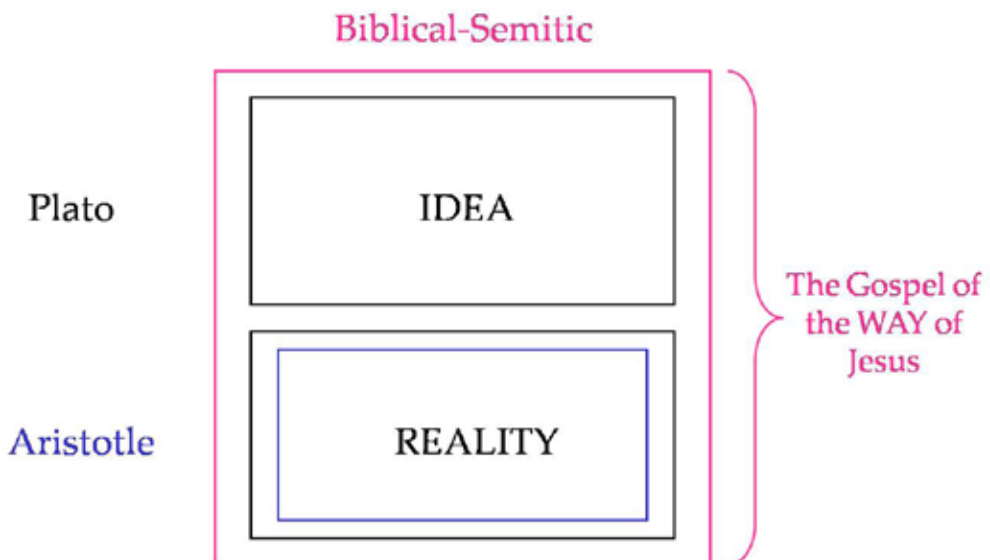 Biblical-Semitic
Plato
IDEA
The Gospel of
the WAY of
Jesus
Aristotle
REALITY